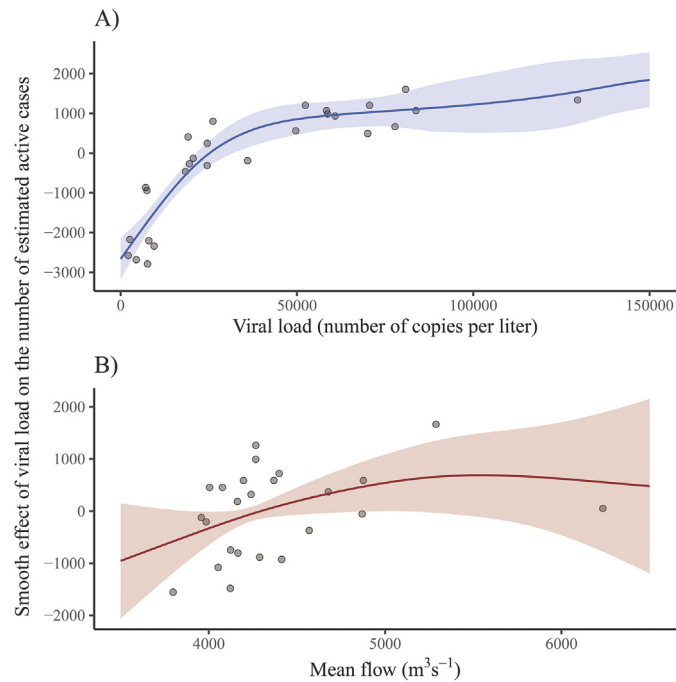 A)
Smooth effect of viral load on the number of estimated active cases
2000
1000
0
−1000
−2000
−3000
0 50000 100000 150000
Viral load (number of copies per liter)
B)
2000
1000
0
−1000
−2000
4000 5000 6000
Mean flow (m³s⁻¹)